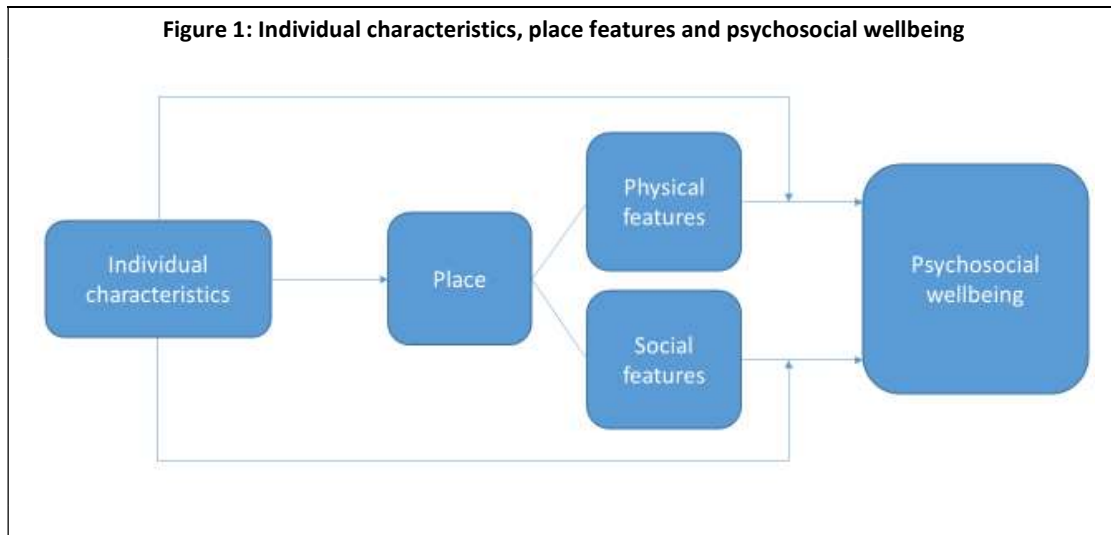 Figure 1: Individual characteristics, place features and psychosocial wellbeing
Individual
characteristics
Place
Physical
features
Social
features
Psychosocial
wellbeing